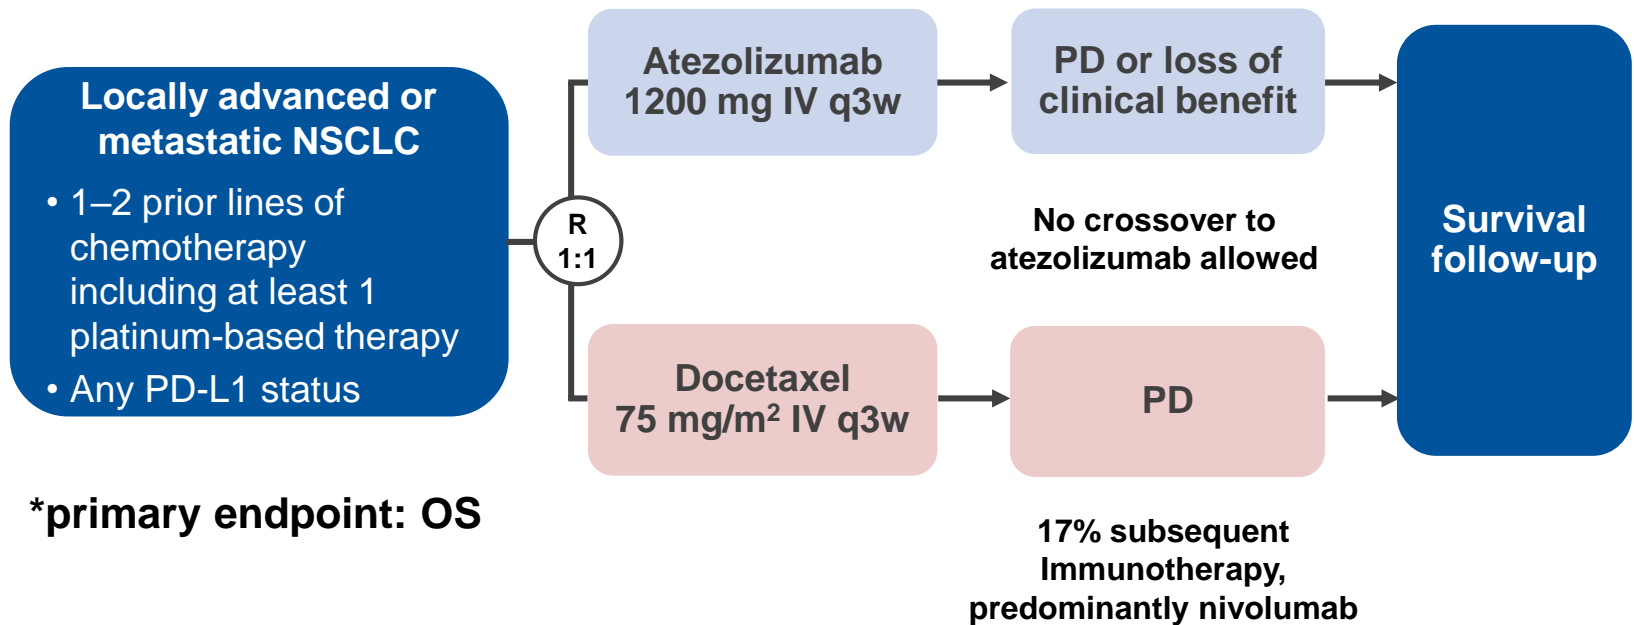 Locally advanced or
metastatic NSCLC
• 1–2 prior lines of
chemotherapy
including at least 1
platinum-based therapy
• Any PD-L1 status
R
1:1
Atezolizumab
1200 mg IV q3w
PD or loss of
clinical benefit
No crossover to
atezolizumab allowed
Docetaxel
75 mg/m² IV q3w
PD
Survival
follow-up
*primary endpoint: OS
17% subsequent
Immunotherapy,
predominantly nivolumab